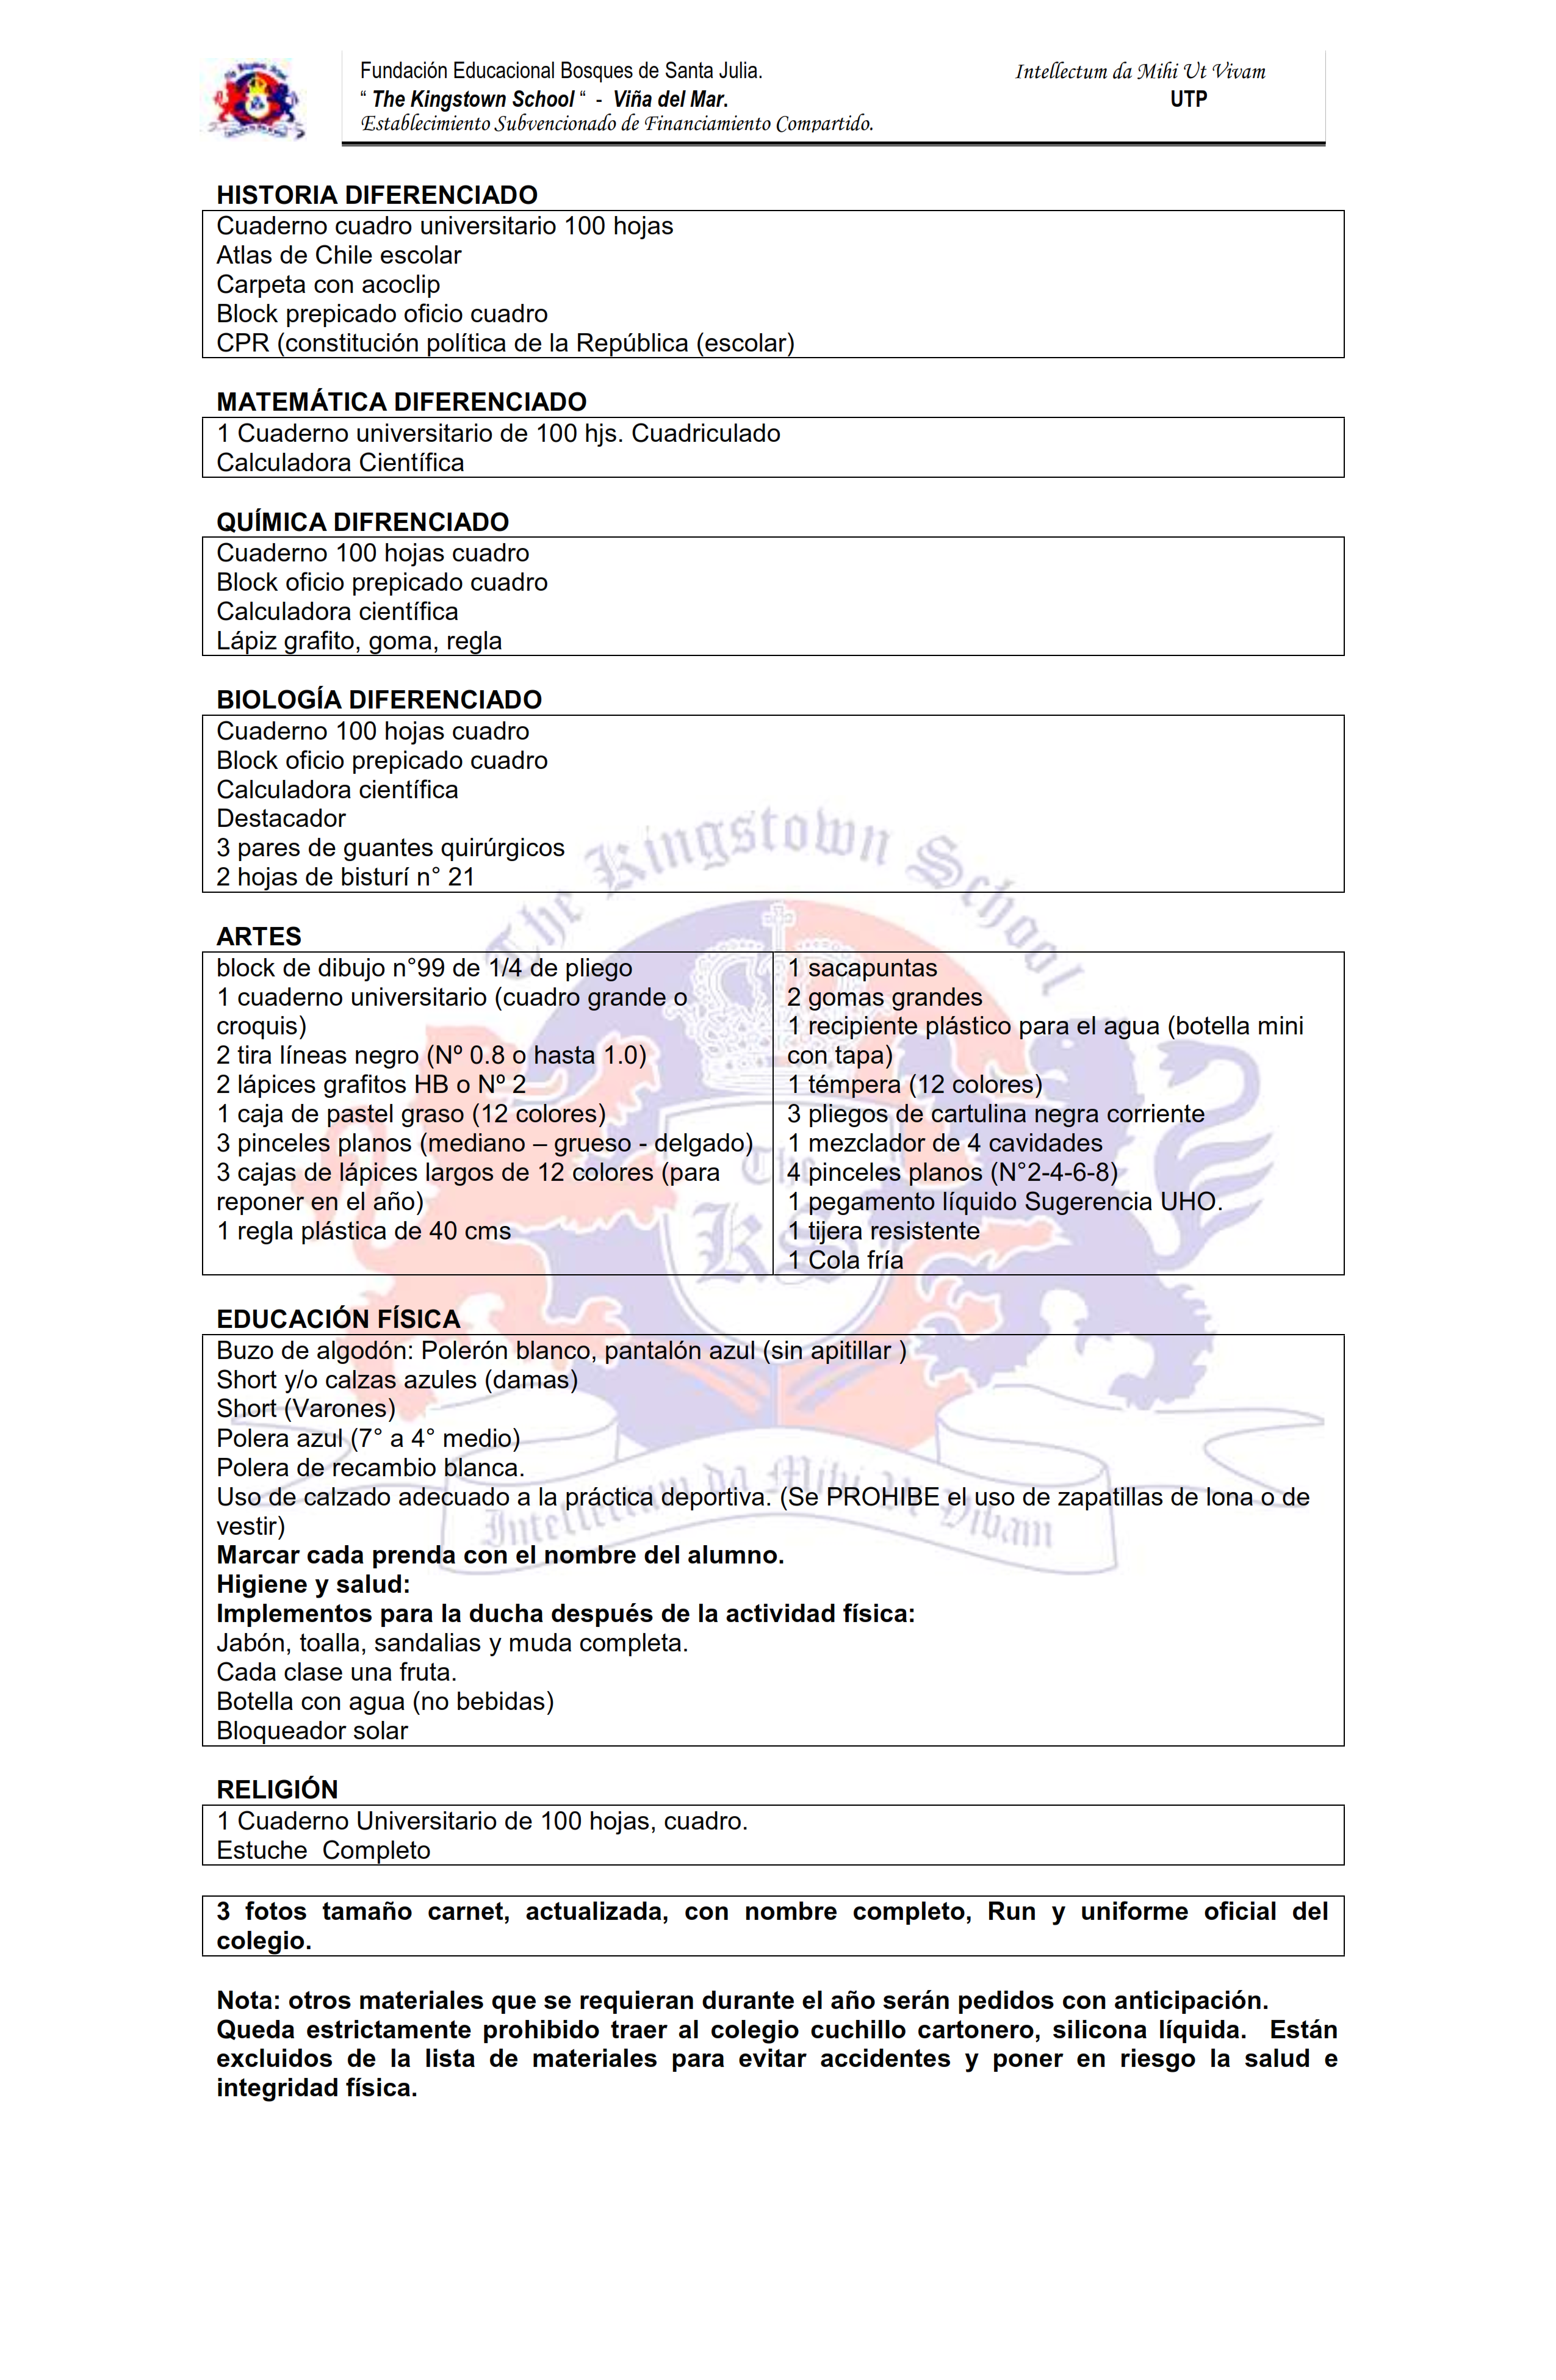 Fundación Educacional Bosques de Santa Julia.
Intellectum da Mihi Ut Vivam
“ The Kingstown School “  -  Viña del Mar.
UTP
Establecimiento Subvencionado de Financiamiento Compartido.
HISTORIA DIFERENCIADO
Cuaderno cuadro universitario 100 hojas
Atlas de Chile escolar
Carpeta con acoclip
Block prepicado oficio cuadro
CPR (constitución política de la República (escolar)
MATEMÁTICA DIFERENCIADO
1 Cuaderno universitario de 100 hjs. Cuadriculado
Calculadora Científica
QUÍMICA DIFRENCIADO
Cuaderno 100 hojas cuadro
Block oficio prepicado cuadro
Calculadora científica
Lápiz grafito, goma, regla
BIOLOGÍA DIFERENCIADO
Cuaderno 100 hojas cuadro
Block oficio prepicado cuadro
Calculadora científica
Destacador
3 pares de guantes quirúrgicos
2 hojas de bisturí n° 21
The Kingstown School
ARTES
block de dibujo n°99 de 1/4 de pliego
1 cuaderno universitario (cuadro grande o
croquis)
2 tira líneas negro (Nº 0.8 o hasta 1.0)
2 lápices grafitos HB o Nº 2
1 caja de pastel graso (12 colores)
3 pinceles planos (mediano – grueso - delgado)
3 cajas de lápices largos de 12 colores (para
reponer en el año)
1 regla plástica de 40 cms
1 sacapuntas
2 gomas grandes
1 recipiente plástico para el agua (botella mini
con tapa)
1 témpera (12 colores)
3 pliegos de cartulina negra corriente
1 mezclador de 4 cavidades
4 pinceles planos (N°2-4-6-8)
1 pegamento líquido Sugerencia UHO.
1 tijera resistente
1 Cola fría
The
KS
EDUCACIÓN FÍSICA
Buzo de algodón: Polerón blanco, pantalón azul (sin apitillar )
Short y/o calzas azules (damas)
Short (Varones)
Polera azul (7° a 4° medio)
Polera de recambio blanca.
Uso de calzado adecuado a la práctica deportiva. (Se PROHIBE el uso de zapatillas de lona o de
vestir)
Intellectum da Mihi Ut Vibam
Marcar cada prenda con el nombre del alumno.
Higiene y salud:
Implementos para la ducha después de la actividad física:
Jabón, toalla, sandalias y muda completa.
Cada clase una fruta.
Botella con agua (no bebidas)
Bloqueador solar
RELIGIÓN
1 Cuaderno Universitario de 100 hojas, cuadro.
Estuche  Completo
3 fotos tamaño carnet, actualizada, con nombre completo, Run y uniforme oficial del
colegio.
Nota: otros materiales que se requieran durante el año serán pedidos con anticipación.
Queda estrictamente prohibido traer al colegio cuchillo cartonero, silicona líquida.  Están
excluidos de la lista de materiales para evitar accidentes y poner en riesgo la salud e
integridad física.